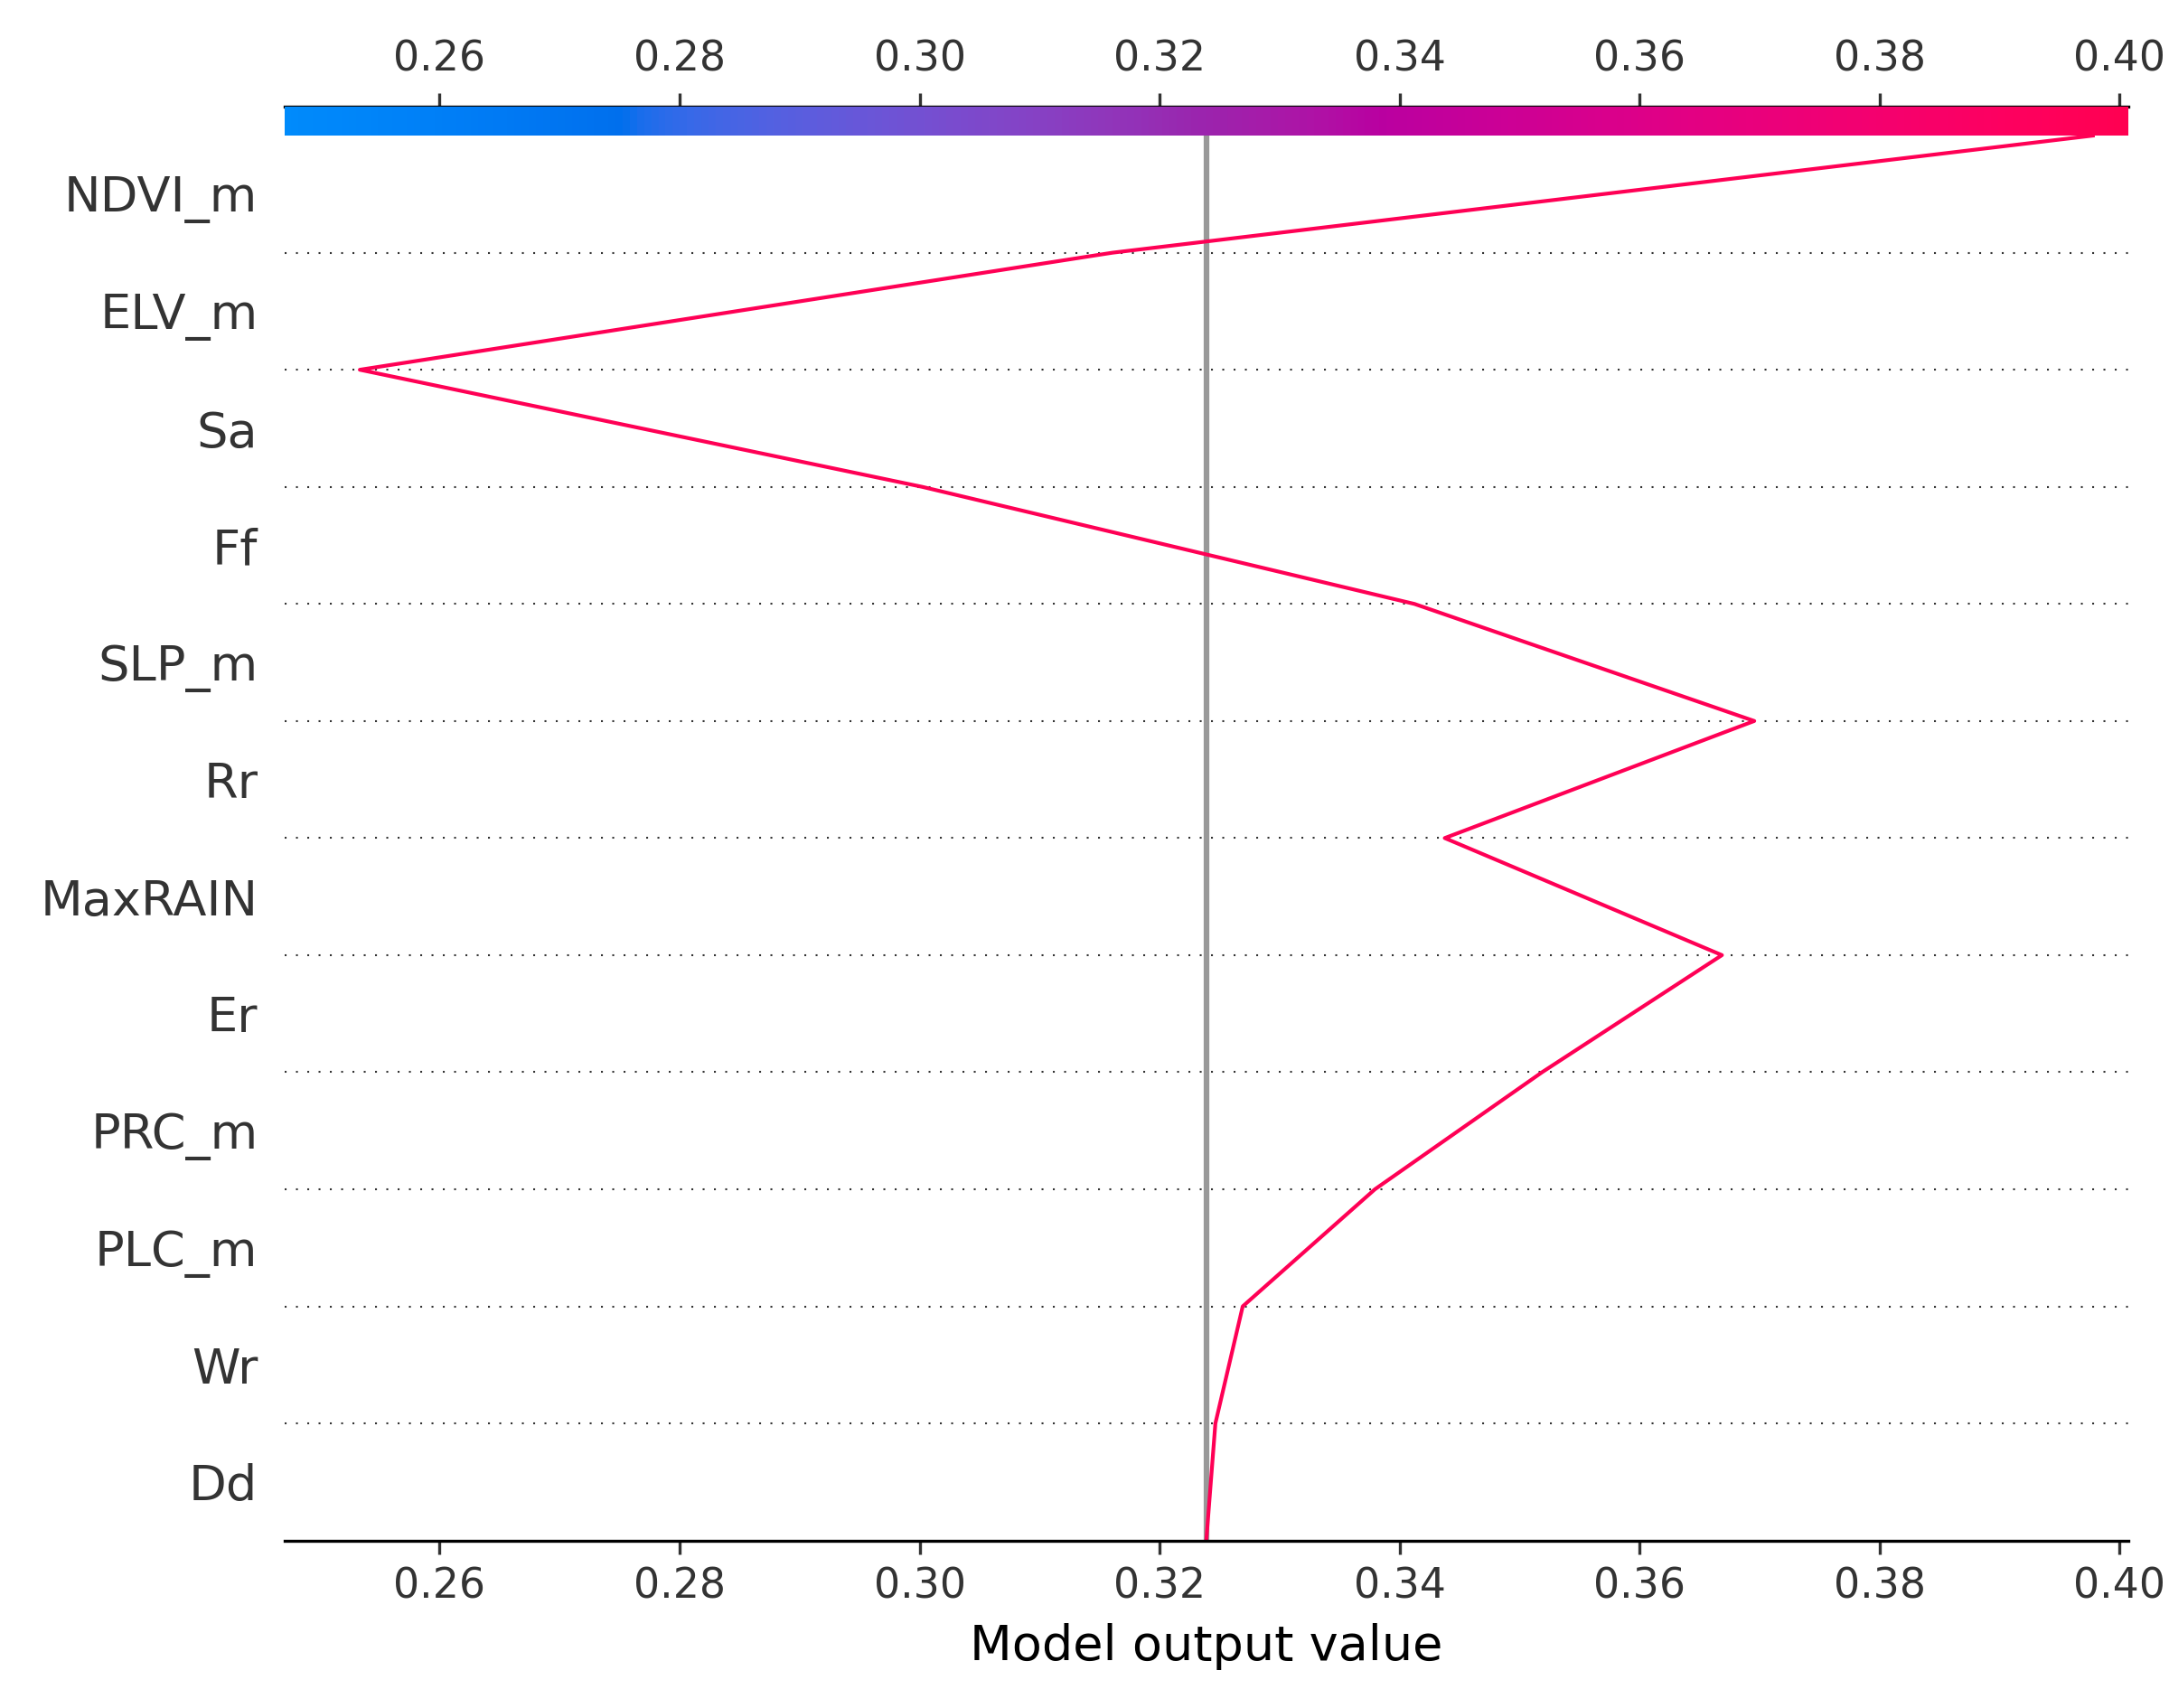 0.26 0.28 0.30 0.32 0.34 0.36 0.38 0.40
NDVI_m
ELV_m
Sa
Ff
SLP_m
Rr
MaxRAIN
Er
PRC_m
PLC_m
Wr
Dd
0.26 0.28 0.30 0.32 0.34 0.36 0.38 0.40
Model output value